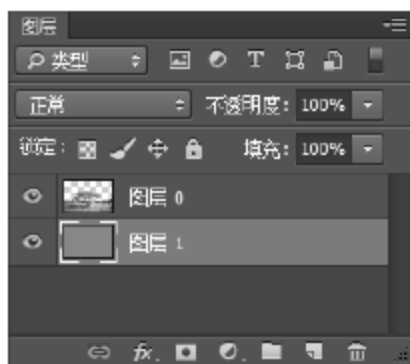 图层
类型
正常 不透明度: 100%
锁定: 填充: 100%
图层 0
图层 1
fx.